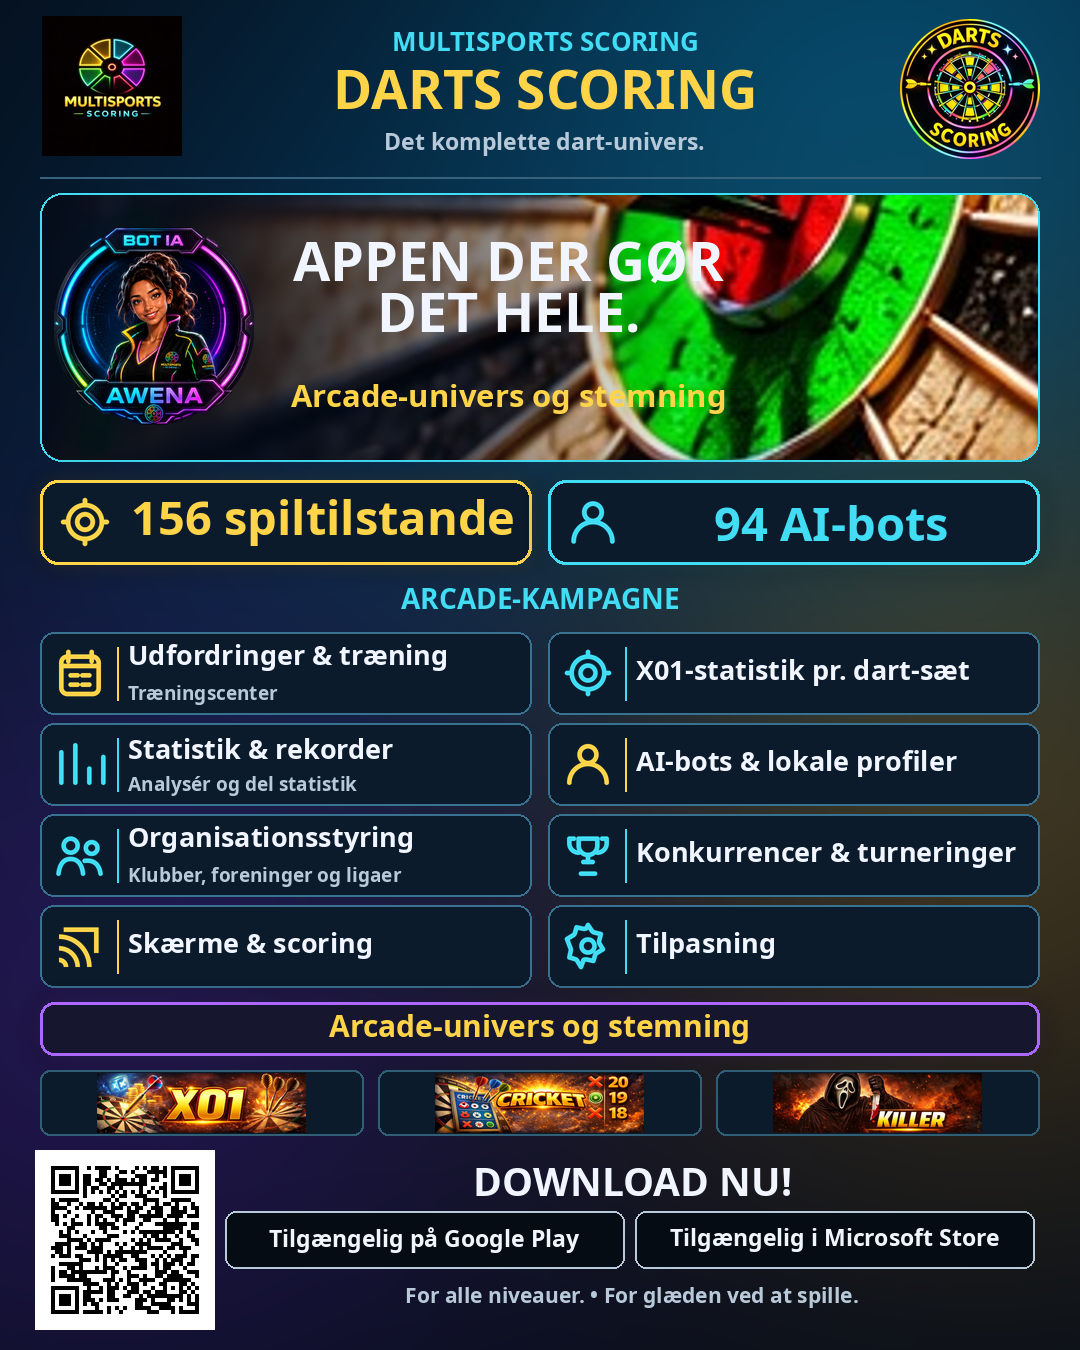 MULTISPORTS
SCORING
MULTISPORTS SCORING
DARTS SCORING
Det komplette dart-univers.
DARTS
SCORING
BOT IA
AWENA
APPEN DER GØR
DET HELE.
Arcade-univers og stemning
156 spiltilstande
94 AI-bots
ARCADE-KAMPAGNE
Udfordringer & træning
Træningscenter
X01-statistik pr. dart-sæt
Statistik & rekorder
Analysér og del statistik
AI-bots & lokale profiler
Organisationsstyring
Klubber, foreninger og ligaer
Konkurrencer & turneringer
Skærme & scoring
Tilpasning
Arcade-univers og stemning
X01
CRICKET
CRICKET
20
19
18
KILLER
DOWNLOAD NU!
Tilgængelig på Google Play
Tilgængelig i Microsoft Store
For alle niveauer. • For glæden ved at spille.